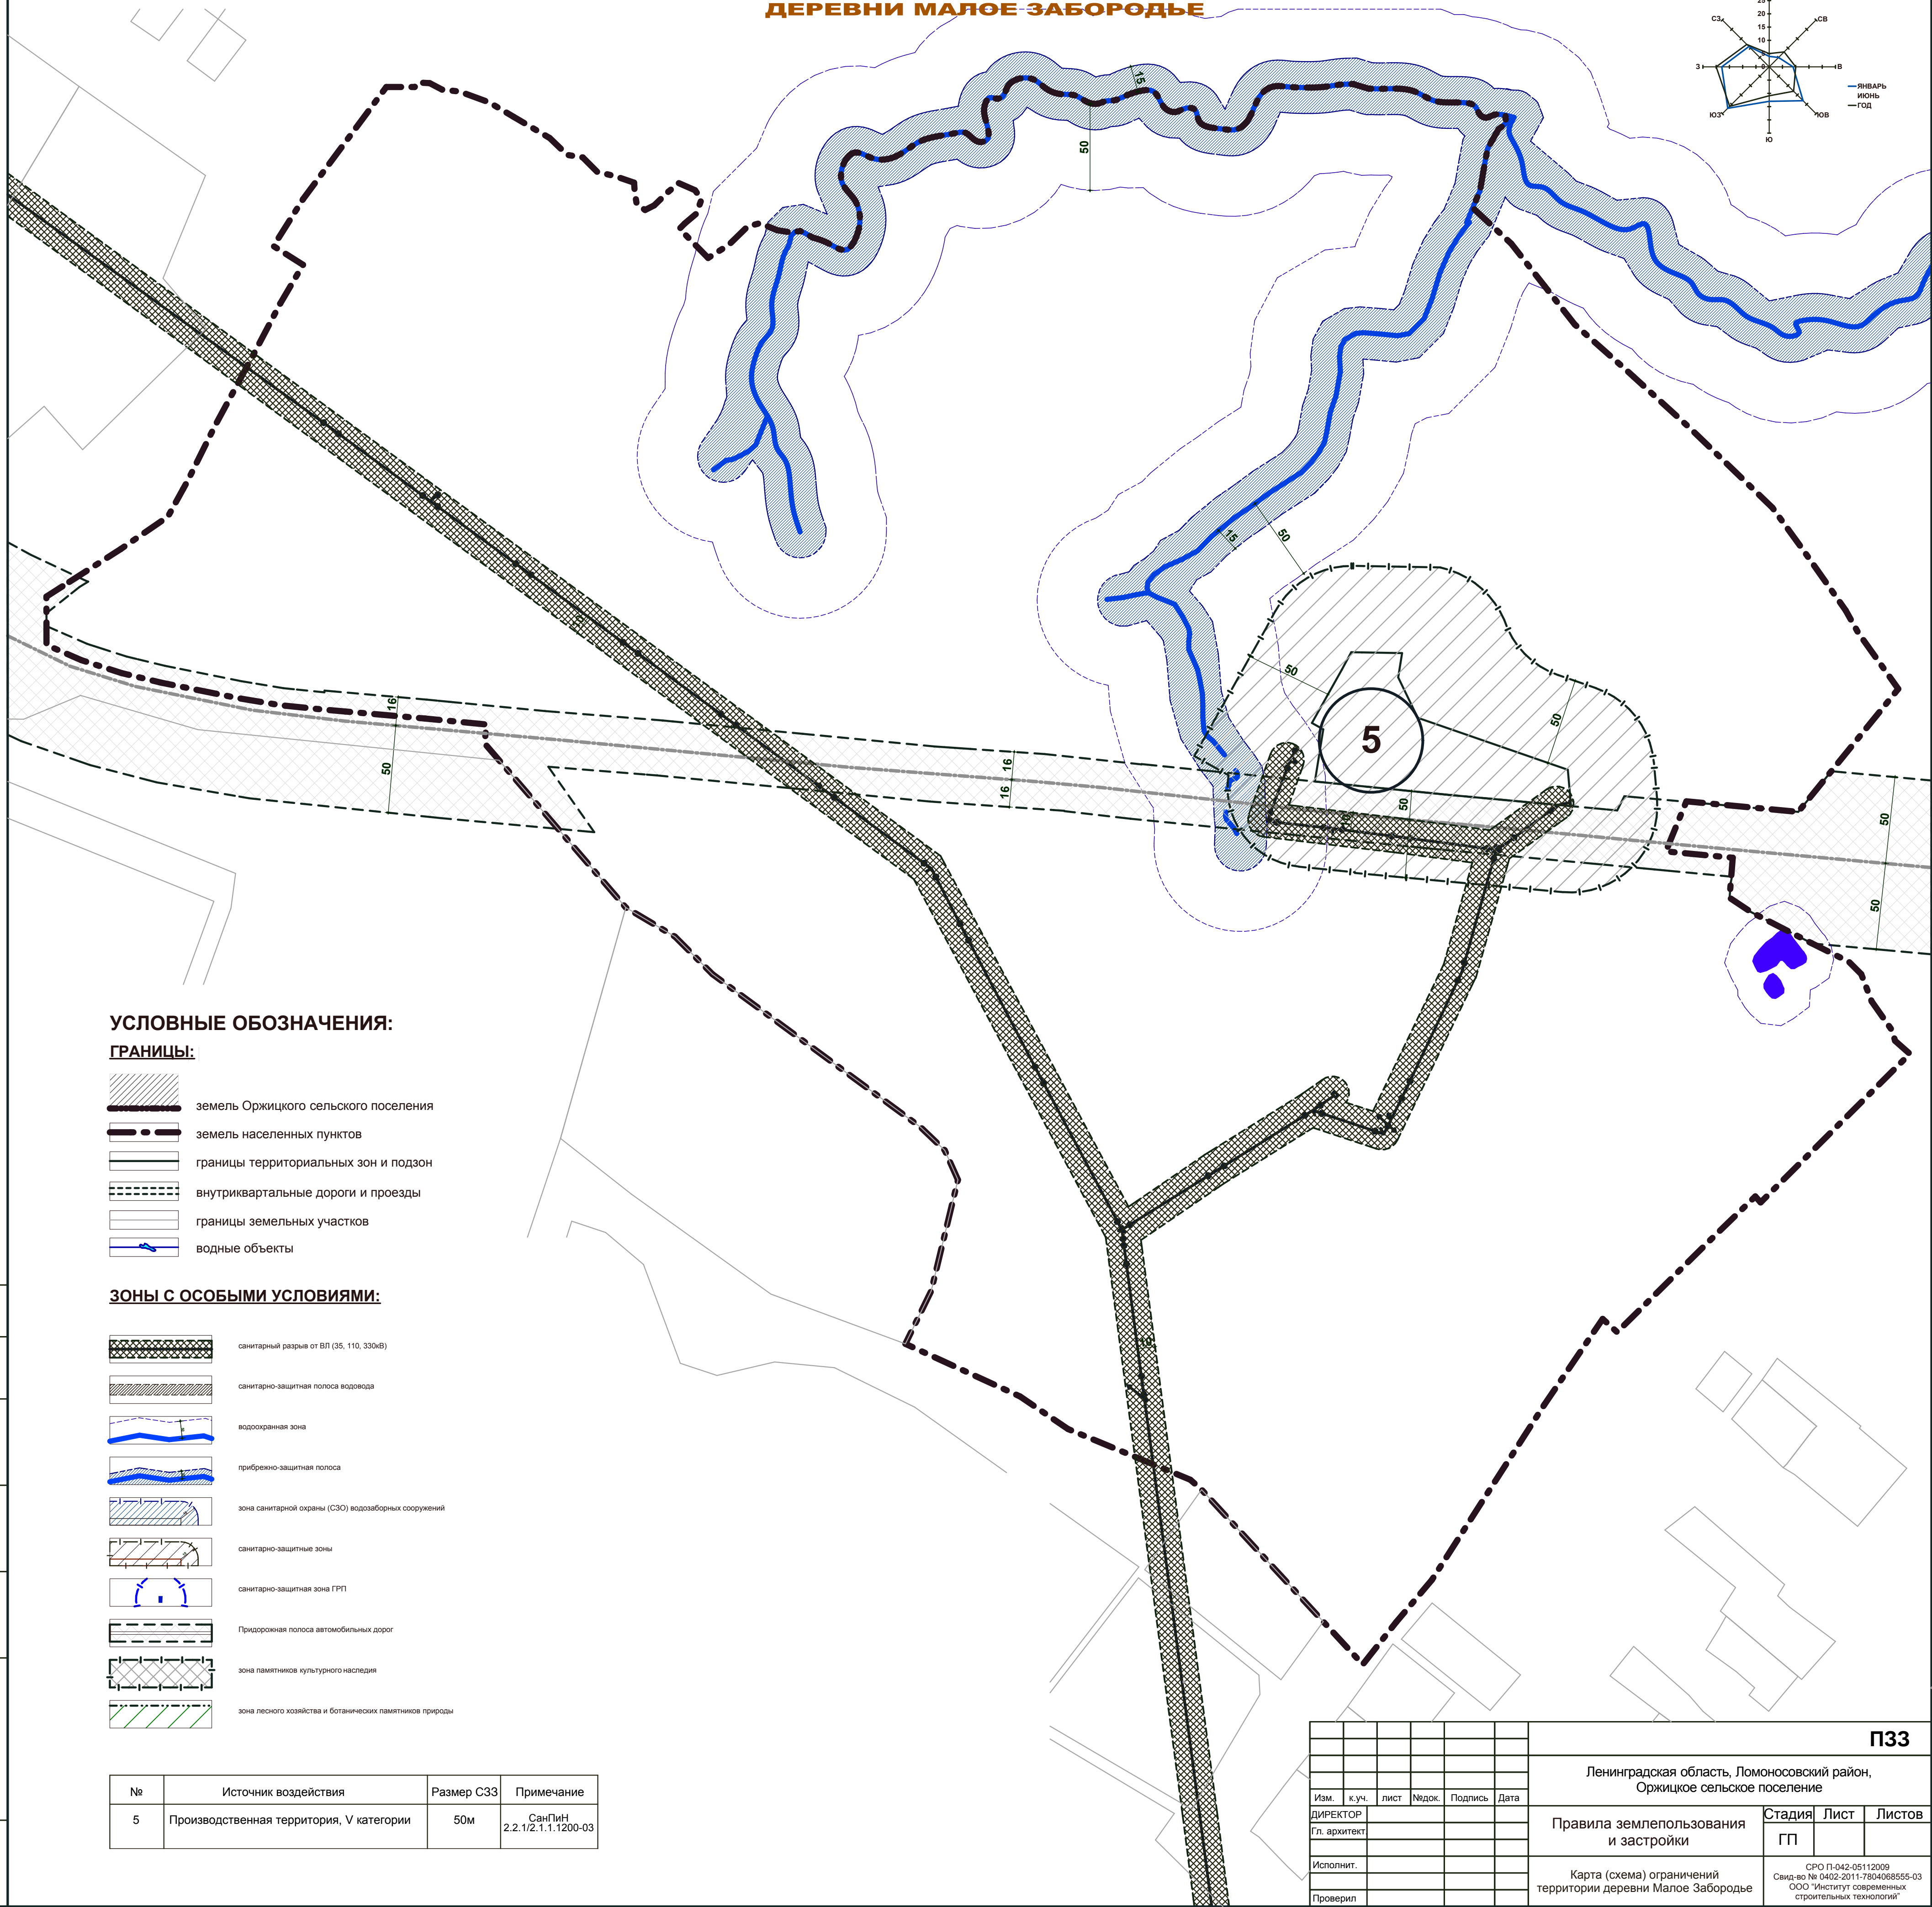 ДЕРЕВНИ МАЛОЕ ЗАБОРОДЬЕ
25
20
15
10
5
0
СЗ
СВ
З
В
ЮЗ
ЮВ
Ю
ЯНВАРЬ
ИЮНЬ
ГОД
15
50
15
50
50
50
16
50
16
16
50
50
50
10
5
УСЛОВНЫЕ ОБОЗНАЧЕНИЯ:
ГРАНИЦЫ:
земель Оржицкого сельского поселения
земель населенных пунктов
границы территориальных зон и подзон
внутриквартальные дороги и проезды
границы земельных участков
водные объекты
ЗОНЫ С ОСОБЫМИ УСЛОВИЯМИ:
санитарный разрыв от ВЛ (35, 110, 330кВ)
санитарно-защитная полоса водовода
водоохранная зона
прибрежно-защитная полоса
зона санитарной охраны (СЗО) водозаборных сооружений
санитарно-защитные зоны
санитарно-защитная зона ГРП
Придорожная полоса автомобильных дорог
зона памятников культурного наследия
зона лесного хозяйства и ботанических памятников природы
№ Источник воздействия Размер СЗЗ Примечание
5 Производственная территория, V категории 50м СанПиН
2.2.1/2.1.1.1200-03
ПЗЗ
Ленинградская область, Ломоносовский район,
Оржицкое сельское поселение
Изм. к.уч. лист №док. Подпись Дата
ДИРЕКТОР
Гл. архитект.
Исполнит.
Проверил
Правила землепользования
и застройки
Стадия Лист Листов
ГП
Карта (схема) ограничений
территории деревни Малое Забородье
СРО П-042-05112009
Свид-во № 0402-2011-7804068555-03
ООО "Институт современных
строительных технологий"